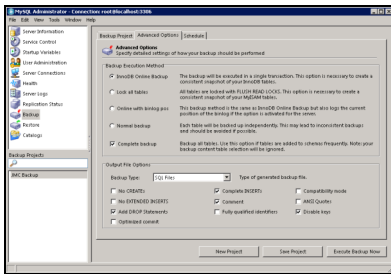 MySQL Administrator - Connection: root@localhost:3306
File Edit View Tools Window Help
Server Information
Service Control
Startup Variables
User Administration
Server Connections
Health
Server Logs
Replication Status
Backup
Restore
Catalogs
Backup Projects
JMC Backup
Backup Project Advanced Options Schedule
Advanced Options
Specify detailed settings of how your backup should be performed
Backup Execution Method
InnoDB Online Backup
The backup will be executed in a single transaction. This option is necessary to create a
consistent snapshot of your InnoDB tables.
Lock all tables
All tables are locked with FLUSH READ LOCKS. This option is necessary to create a
consistent snapshot of your MyISAM tables.
Online with binlog pos
This backup method is the same as InnoDB Online Backup but also logs the current
position of the binlog if the option is activated for the server.
Normal backup
Each table will be backed up independently. This may lead to inconsistent backups
and should be avoided if possible.
Complete backup
Backup all tables. Use this option if tables are added to schemas frequently. Note: your
backup content table selection will be ignored.
Output File Options
Backup Type: SQL Files Type of generated backup file.
No CREATEs Complete INSERTs Compatibility mode
No EXTENDED INSERTS Comment ANSI Quotes
Add DROP Statements Fully qualified identifiers Disable keys
Optimized commit
New Project Save Project Execute Backup Now